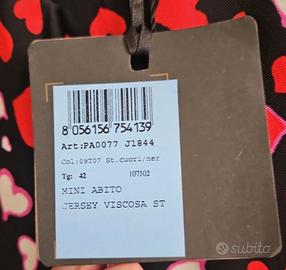 8 056156 754139
Art:PA0077 J1844
Col:09707 St.cuori/ner
Tg: 42 107302
MINI ABITO
JERSEY VISCOSA ST
subito